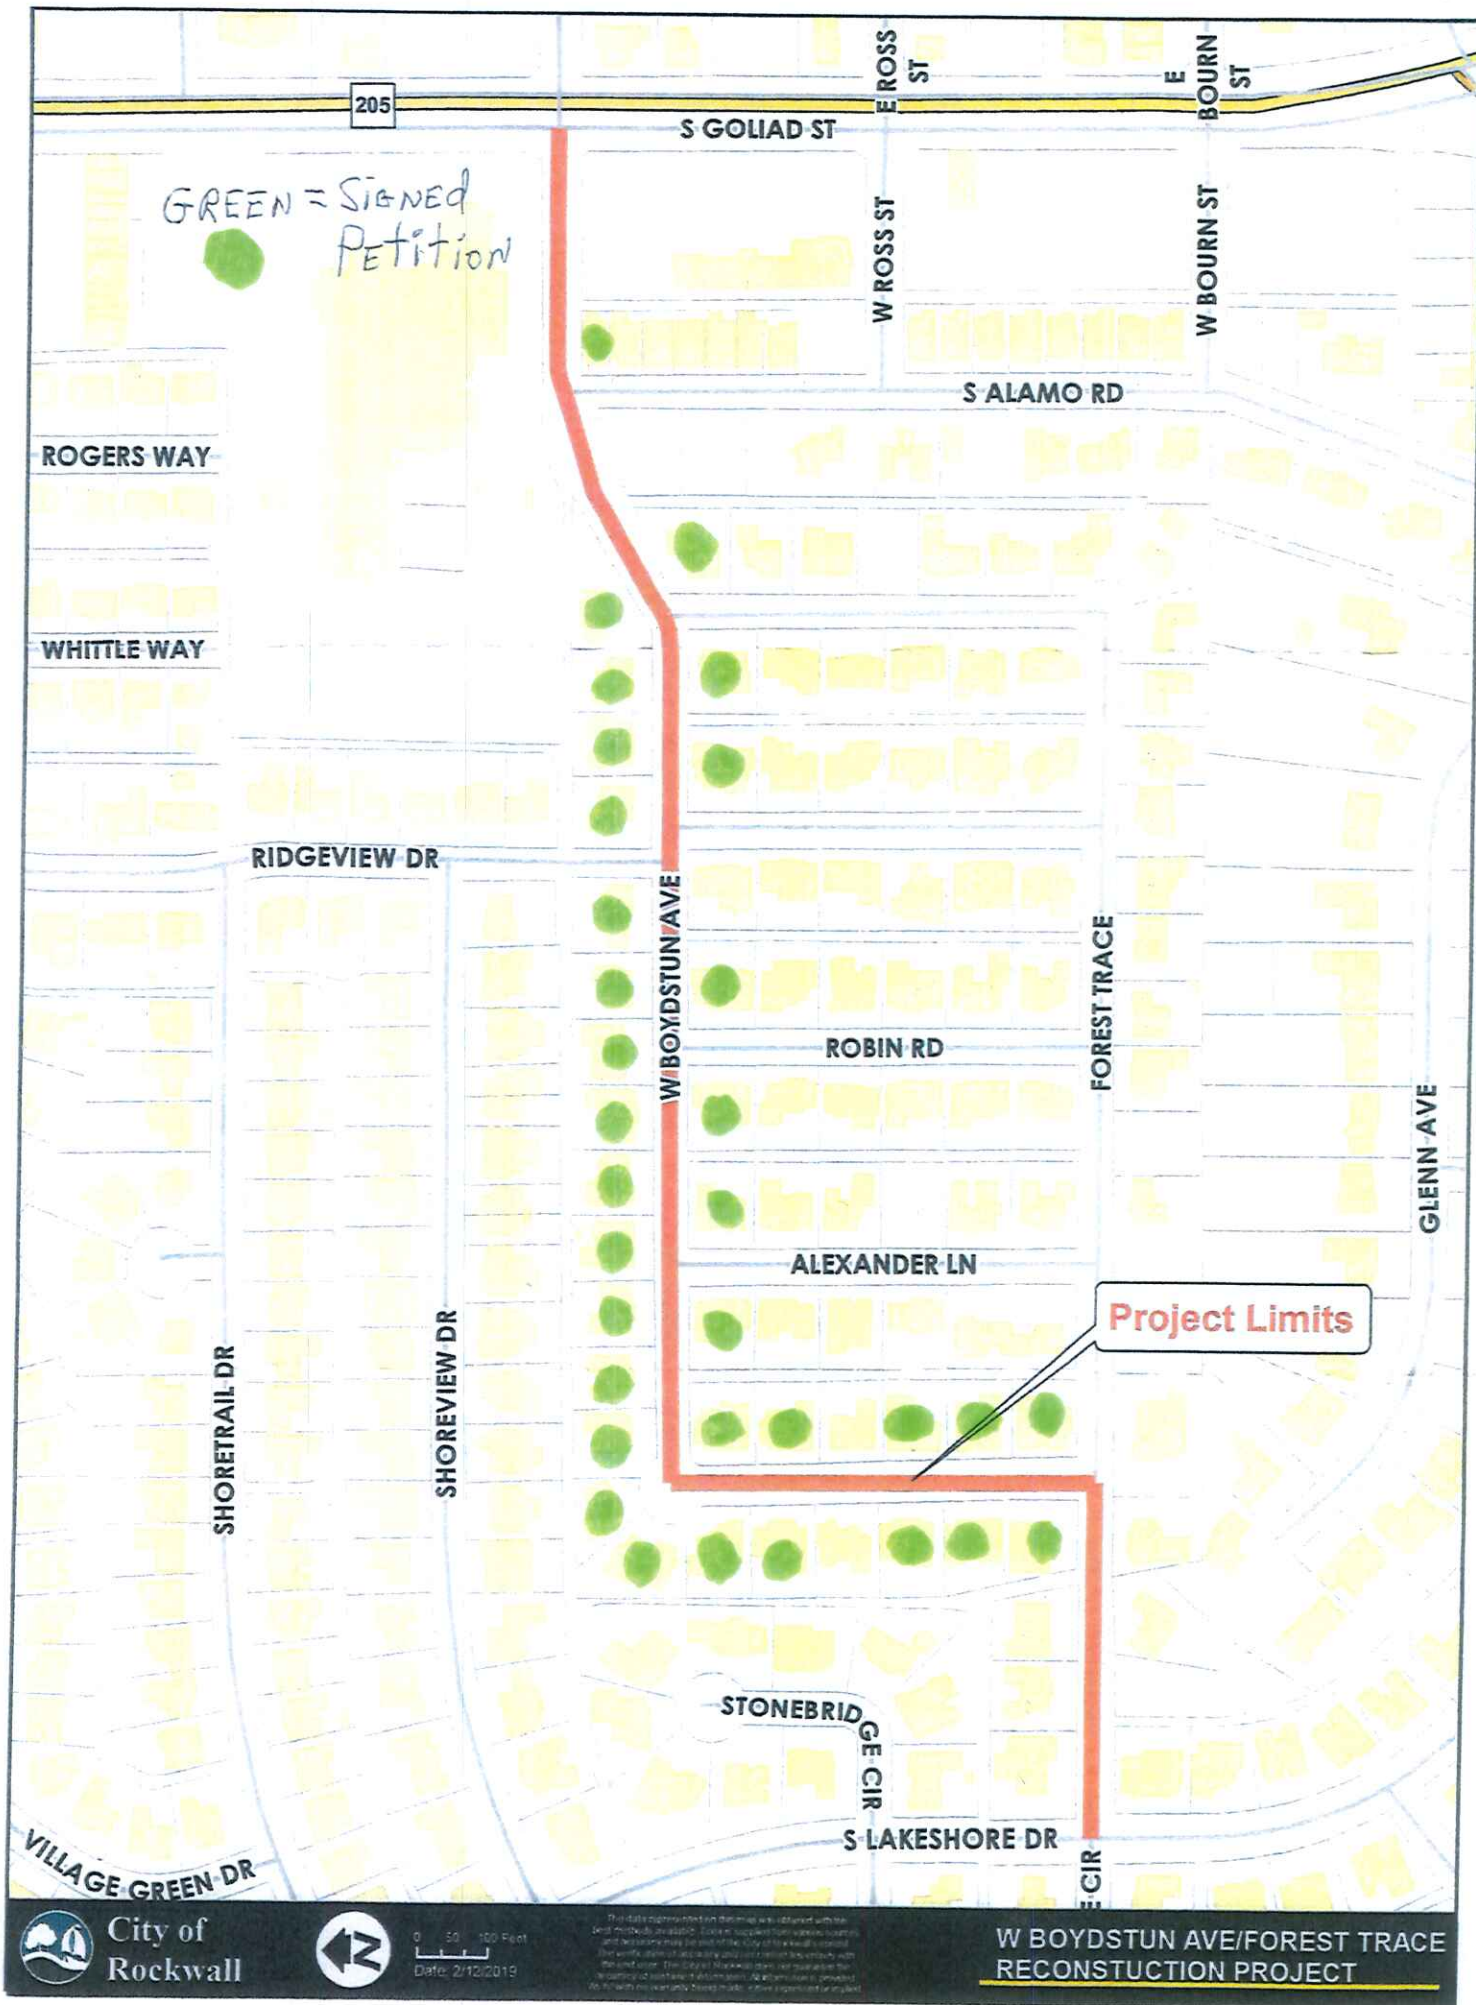 205
S GOLIAD ST
E ROSS
ST
E
BOURN
ST
GREEN = SIGNED
PETITION
W ROSS ST
W BOURN ST
S ALAMO RD
ROGERS WAY
WHITTLE WAY
RIDGEVIEW DR
W BOYDSTUN AVE
FOREST TRACE
ROBIN RD
GLENN AVE
ALEXANDER LN
Project Limits
SHORETRAIL DR
SHOREVIEW DR
STONEBRIDGE CIR
S LAKESHORE DR
E CIR
VILLAGE GREEN DR
City of
Rockwall
N
0 50 100 Feet
Date: 2/12/2019
W BOYDSTUN AVE/FOREST TRACE
RECONSTUCTION PROJECT